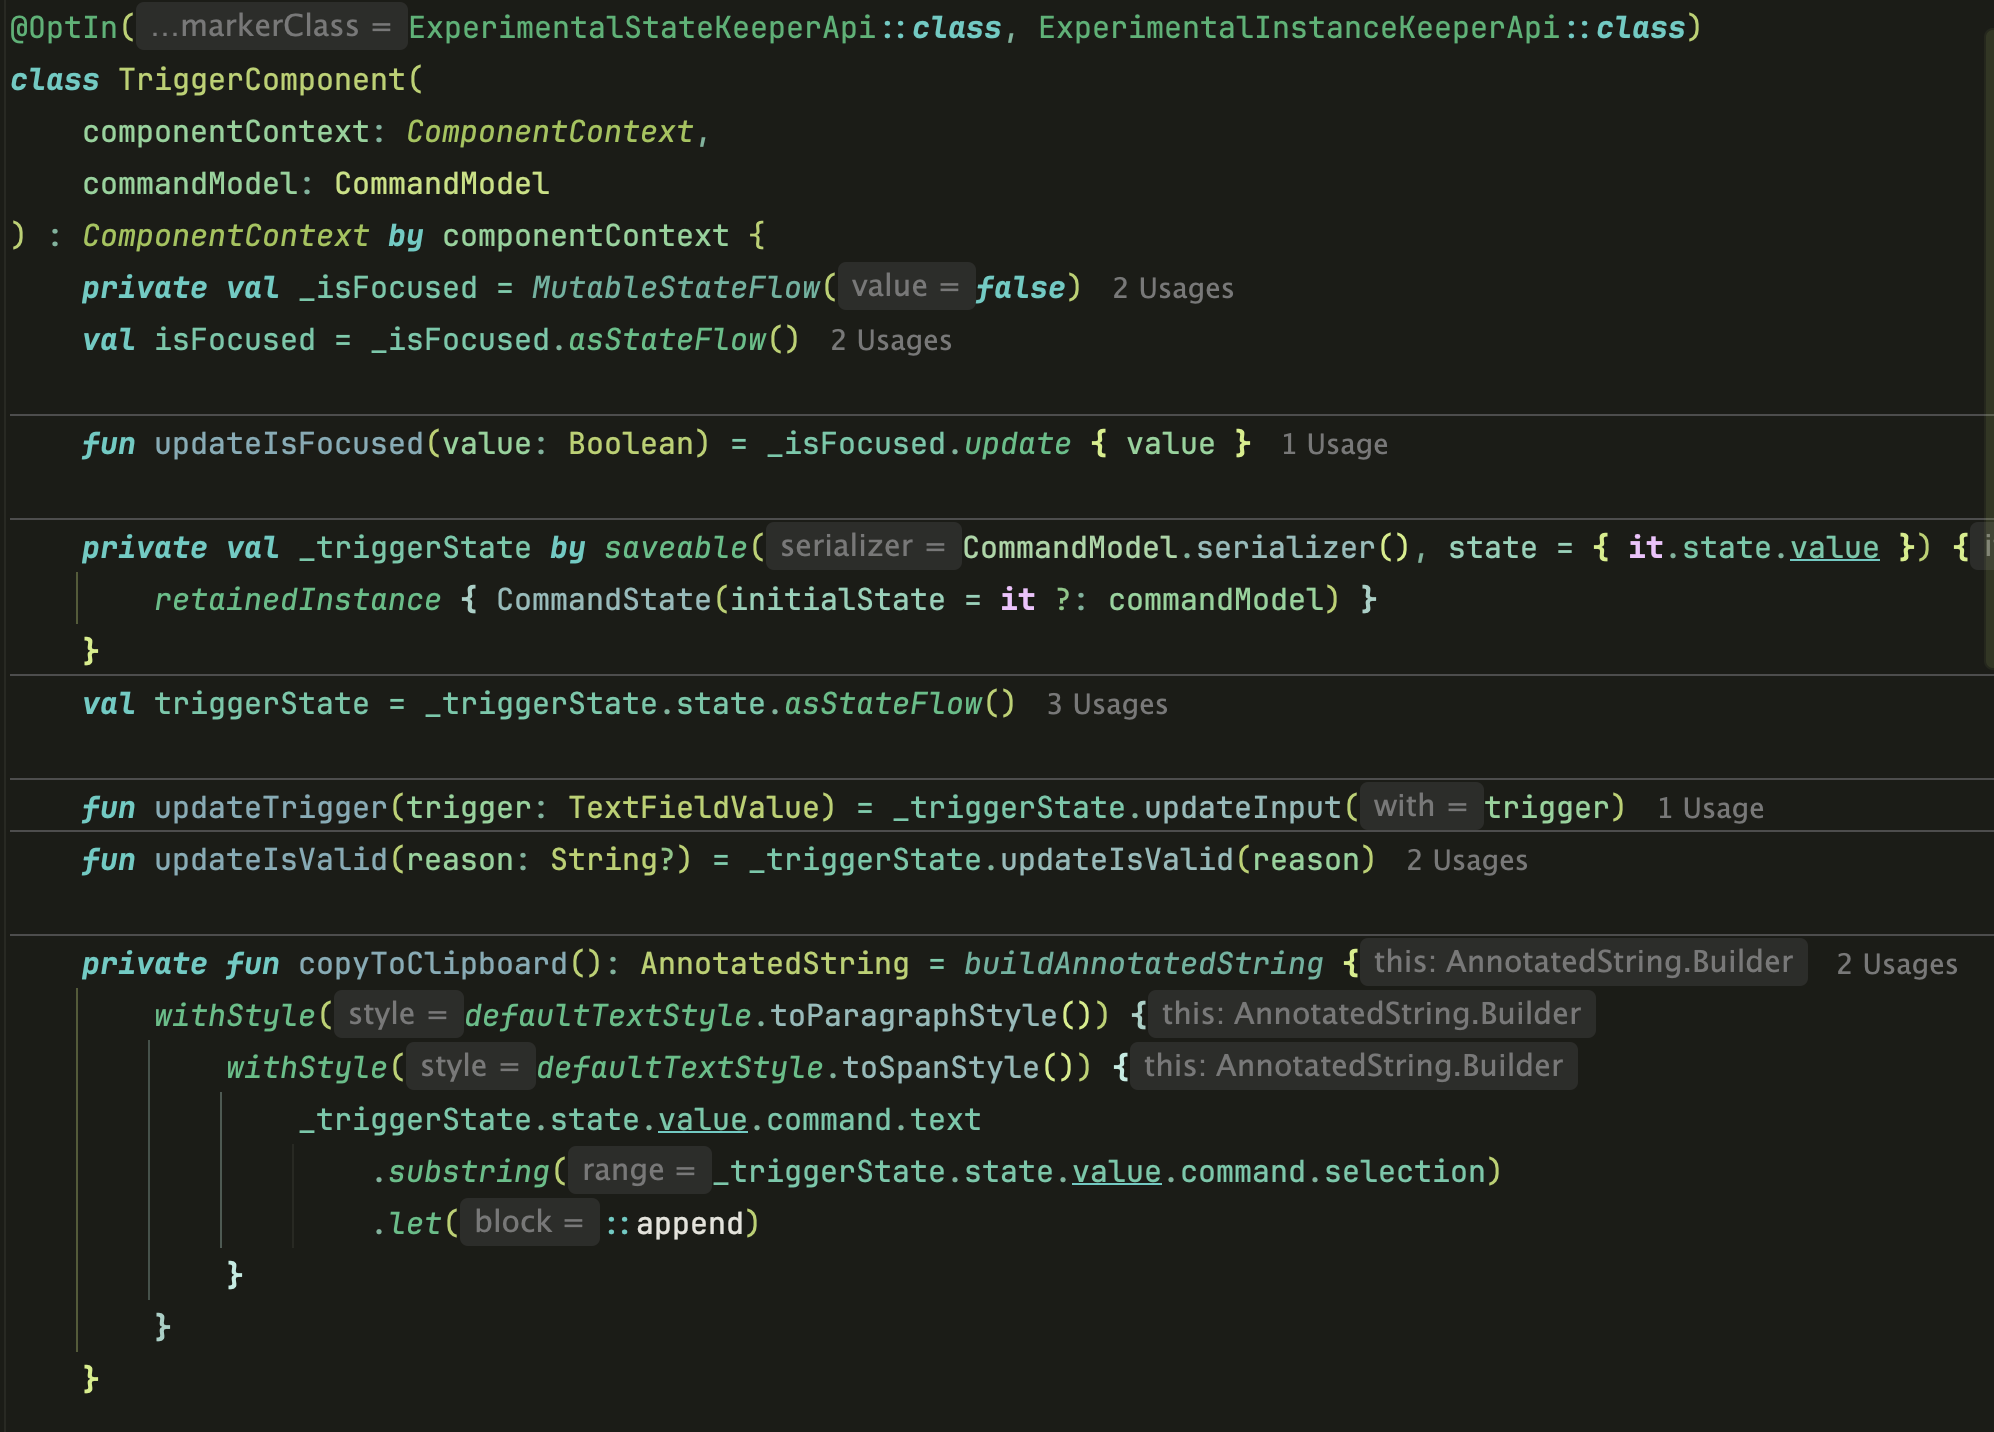 @OptIn(...markerClass = ExperimentalStateKeeperApi::class, ExperimentalInstanceKeeperApi::class)
class TriggerComponent(
    componentContext: ComponentContext,
    commandModel: CommandModel
) : ComponentContext by componentContext {
    private val _isFocused = MutableStateFlow(value = false) 2 Usages
    val isFocused = _isFocused.asStateFlow() 2 Usages
    fun updateIsFocused(value: Boolean) = _isFocused.update { value } 1 Usage
    private val _triggerState by saveable(serializer = CommandModel.serializer(), state = { it.state.value }) { i
        retainedInstance { CommandState(initialState = it ?: commandModel) }
    }
    val triggerState = _triggerState.state.asStateFlow() 3 Usages
    fun updateTrigger(trigger: TextFieldValue) = _triggerState.updateInput(with = trigger) 1 Usage
    fun updateIsValid(reason: String?) = _triggerState.updateIsValid(reason) 2 Usages
    private fun copyToClipboard(): AnnotatedString = buildAnnotatedString { this: AnnotatedString.Builder 2 Usages
        withStyle(style = defaultTextStyle.toParagraphStyle()) { this: AnnotatedString.Builder
            withStyle(style = defaultTextStyle.toSpanStyle()) { this: AnnotatedString.Builder
                _triggerState.state.value.command.text
                    .substring(range = _triggerState.state.value.command.selection)
                    .let(block = ::append)
            }
        }
    }